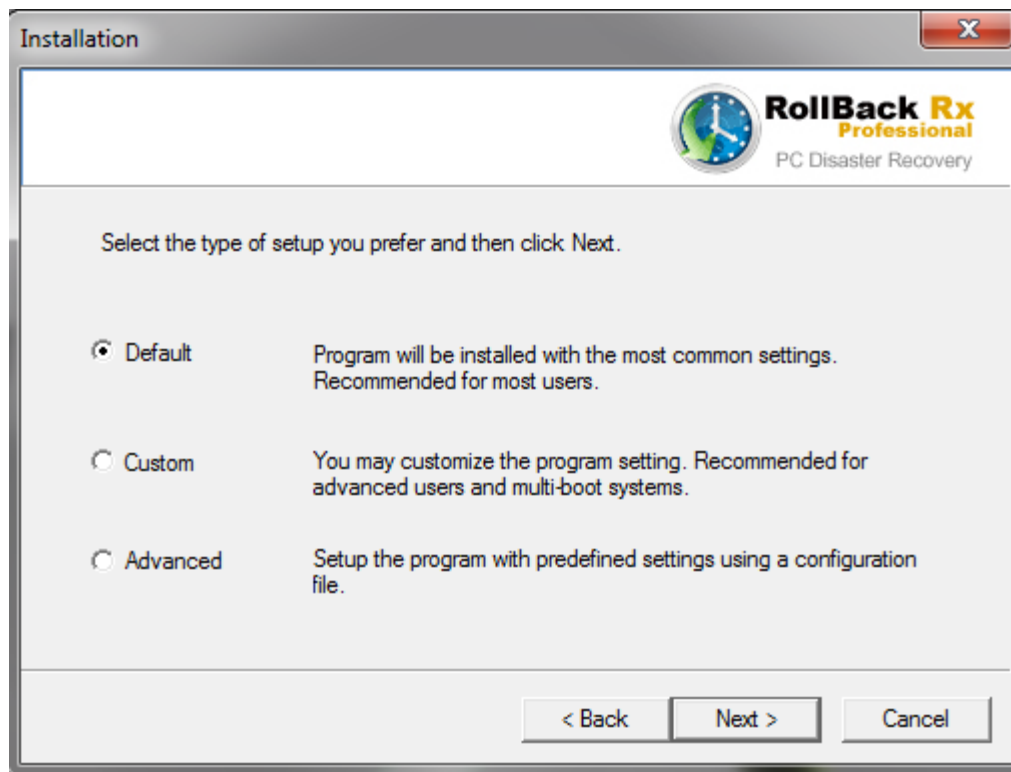 Installation
RollBack Rx
Professional
PC Disaster Recovery
Select the type of setup you prefer and then click Next.
Default
Program will be installed with the most common settings.
Recommended for most users.
Custom
You may customize the program setting. Recommended for
advanced users and multi-boot systems.
Advanced
Setup the program with predefined settings using a configuration
file.
< Back
Next >
Cancel